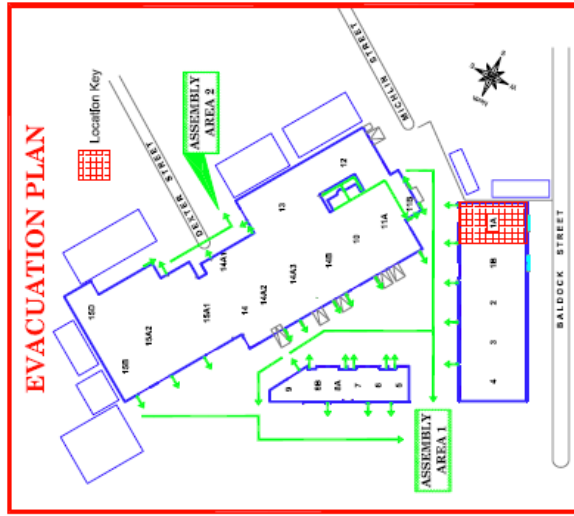 EVACUATION PLAN
Location Key
DEXTER STREET
ASSEMBLY
AREA 2
MICHLIN STREET
North
E
S
W
15D
15B
15A2
15A1
14A1
14
14A2
14A3
14B
13
12
10
11A
11B
9
8B
8A
7
6
5
ASSEMBLY
AREA 1
1A
1B
2
3
4
BALDOCK STREET